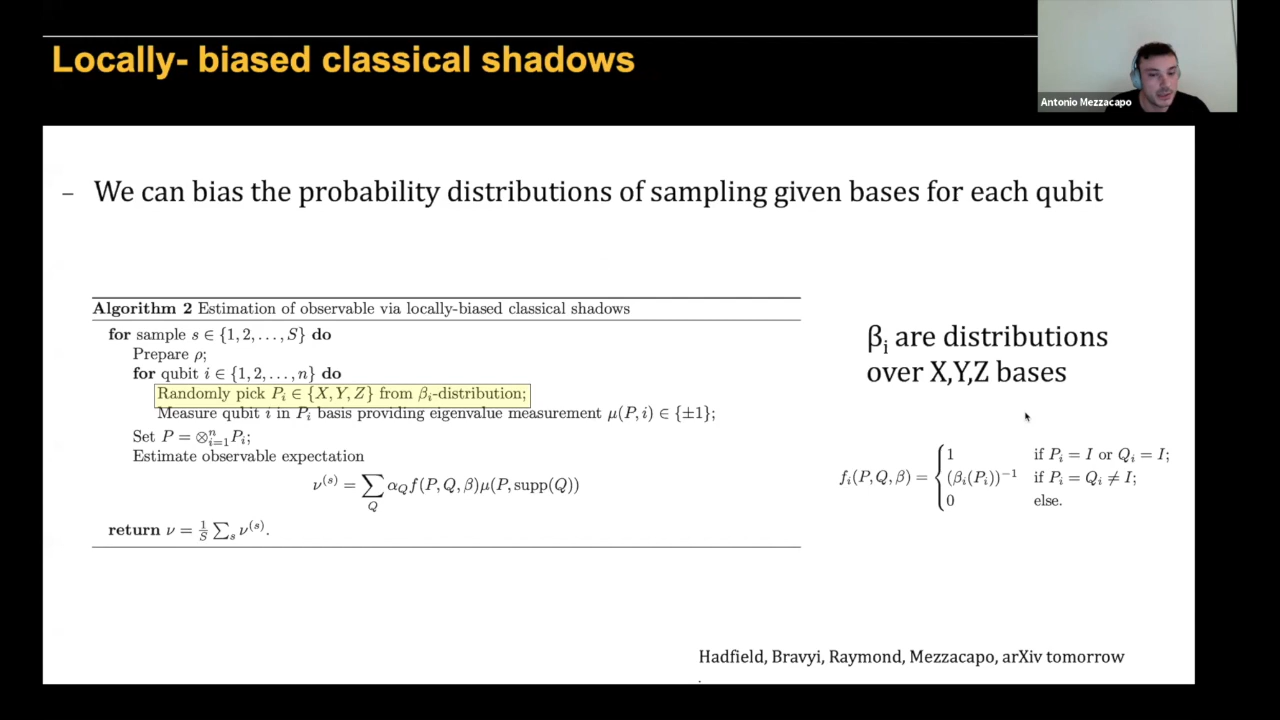 Locally- biased classical shadows
Antonio Mezzacapo
– We can bias the probability distributions of sampling given bases for each qubit
Algorithm 2 Estimation of observable via locally-biased classical shadows
for sample s ∈ {1, 2, . . . , S} do
Prepare ρ;
for qubit i ∈ {1, 2, . . . , n} do
Randomly pick P_i ∈ {X, Y, Z} from β_i-distribution;
Measure qubit i in P_i basis providing eigenvalue measurement μ(P, i) ∈ {±1};
Set P = ⊗_{i=1}^n P_i;
Estimate observable expectation
ν^{(s)} = ∑_Q α_Q f(P, Q, β)μ(P, supp(Q))
return ν = 1/S ∑_s ν^{(s)}.
β_i are distributions
over X,Y,Z bases
f_i(P, Q, β) = { 1 if P_i = I or Q_i = I;
(β_i(P_i))^{-1} if P_i = Q_i ≠ I;
0 else.
Hadfield, Bravyi, Raymond, Mezzacapo, arXiv tomorrow
.